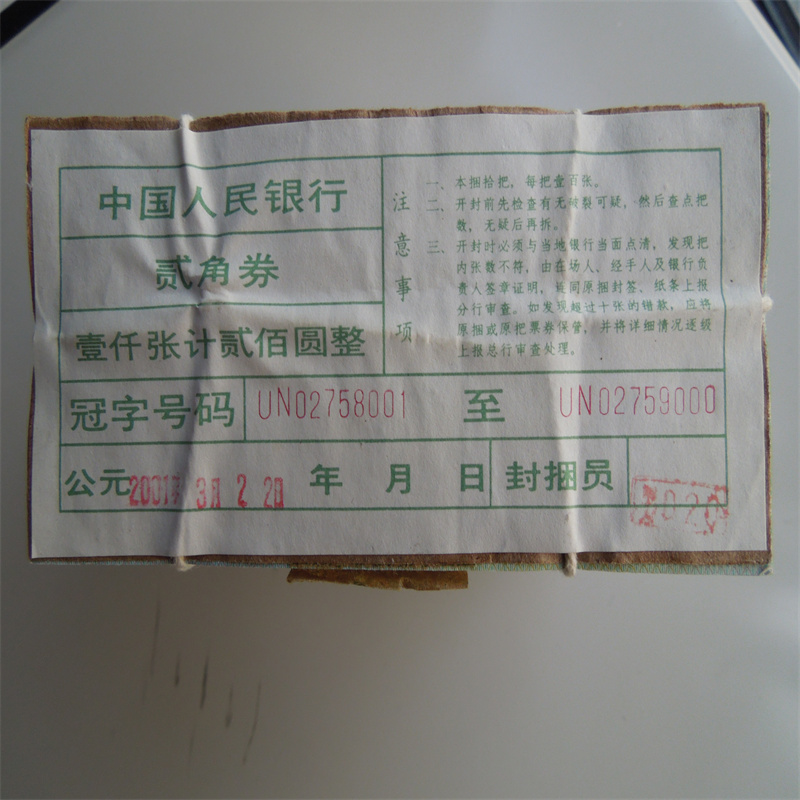 中国人民银行
贰角券
壹仟张计贰佰圆整
注意事项
一、本捆拾把，每把壹百张。
二、开封前先检查有无破裂可疑，然后查点把
数，无疑后再拆。
三、开封时必须与当地银行当面点清，发现把
内张数不符，由在场人、经手人及银行负
责人签章证明，连同原捆封签、纸条上报
分行审查。如发现超过十张的错款，应将
原捆或原把票券保管，并将详细情况逐级
上报总行审查处理。
冠字号码 UN02758001 至 UN02759000
公元 2001年 3月 2 2日 年 月 日 封捆员